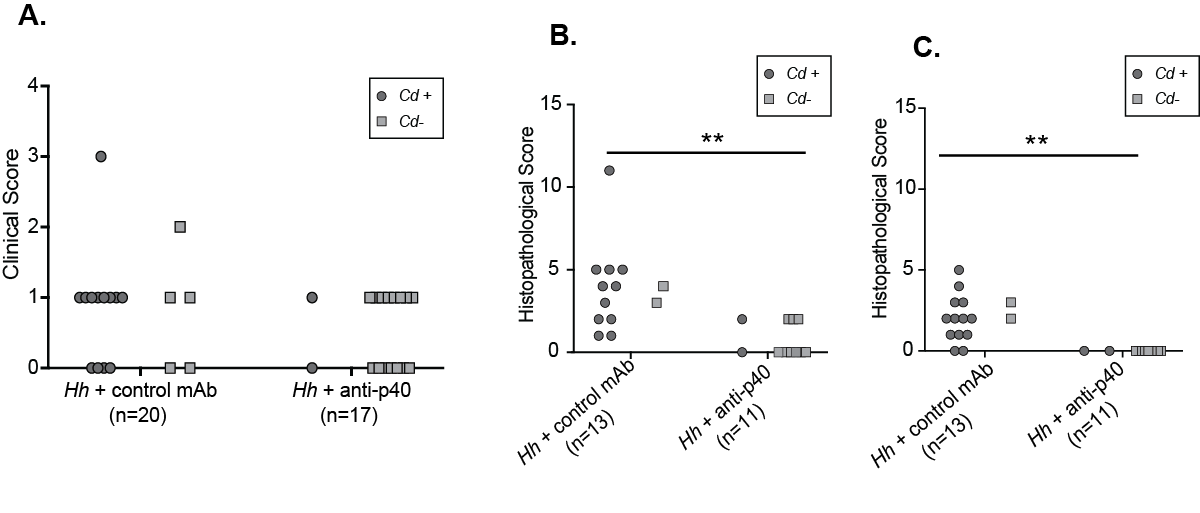 A.
Clinical Score
4
3
2
1
0
Cd +
Cd-
Hh + control mAb
(n=20)
Hh + anti-p40
(n=17)
B.
Histopathological Score
15
10
5
0
Cd +
Cd-
**
Hh + control mAb
(n=13)
Hh + anti-p40
(n=11)
C.
Histopathological Score
15
10
5
0
Cd +
Cd-
**
Hh + control mAb
(n=13)
Hh + anti-p40
(n=11)